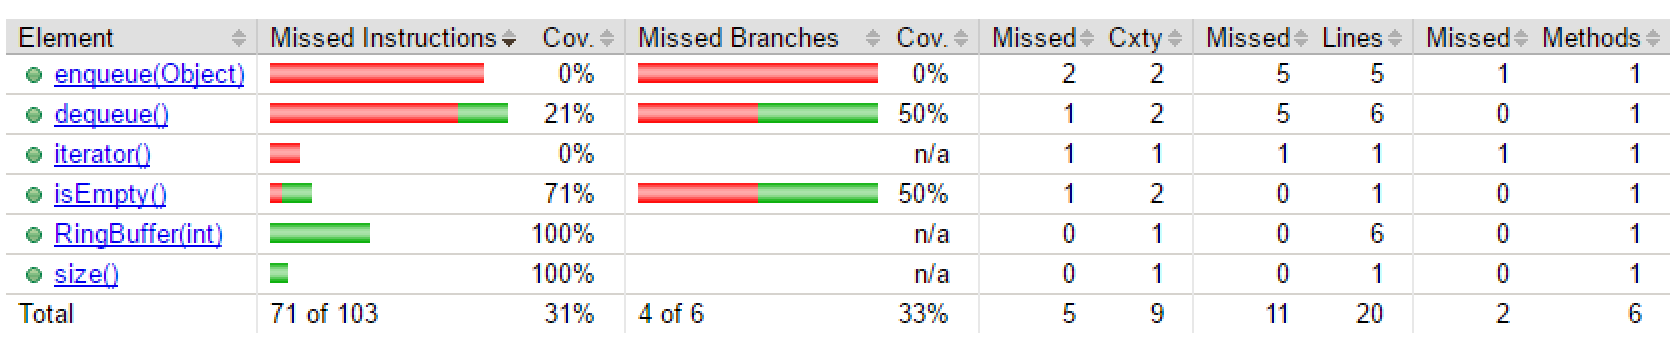 Element Missed Instructions Cov. Missed Branches Cov. Missed Cxty Missed Lines Missed Methods
enqueue(Object) 0% 0% 2 2 5 5 1 1
dequeue() 21% 50% 1 2 5 6 0 1
iterator() 0% n/a 1 1 1 1 1 1
isEmpty() 71% 50% 1 2 0 1 0 1
RingBuffer(int) 100% n/a 0 1 0 6 0 1
size() 100% n/a 0 1 0 1 0 1
Total 71 of 103 31% 4 of 6 33% 5 9 11 20 2 6